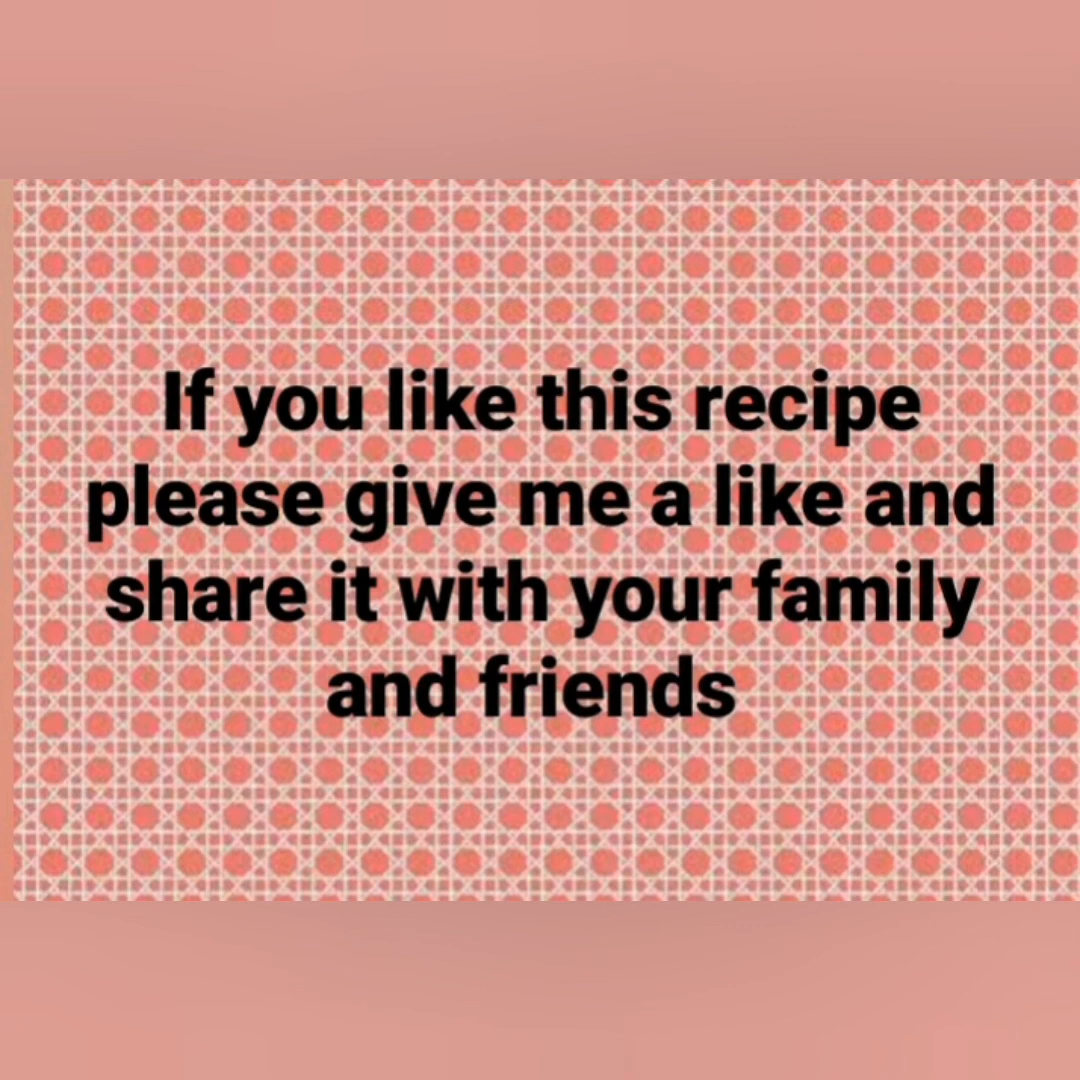 If you like this recipe
please give me a like and
share it with your family
and friends